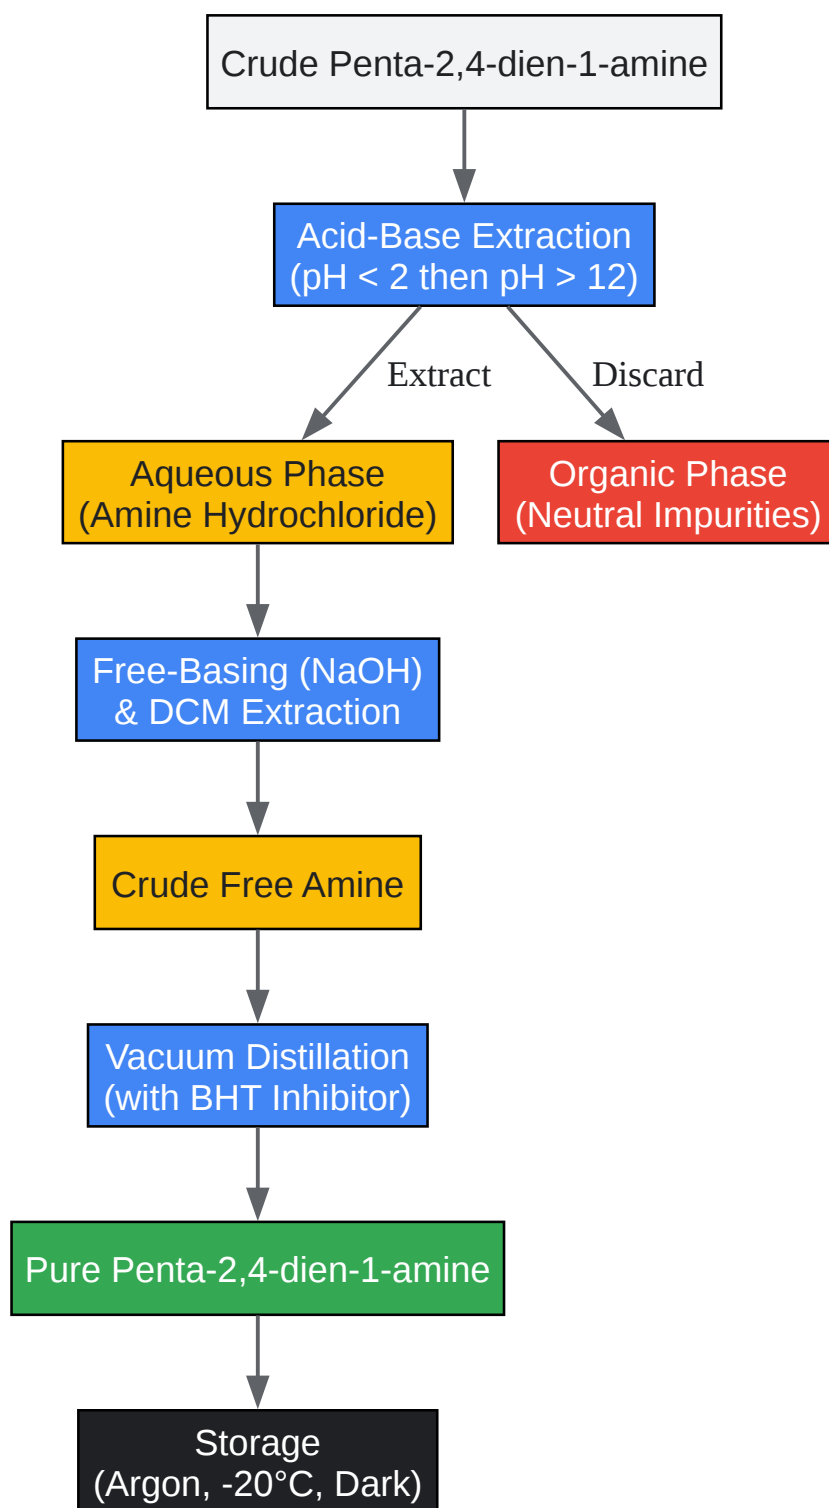 Crude Penta-2,4-dien-1-amine
Acid-Base Extraction
(pH < 2 then pH > 12)
Extract
Discard
Aqueous Phase
(Amine Hydrochloride)
Organic Phase
(Neutral Impurities)
Free-Basing (NaOH)
& DCM Extraction
Crude Free Amine
Vacuum Distillation
(with BHT Inhibitor)
Pure Penta-2,4-dien-1-amine
Storage
(Argon, -20°C, Dark)